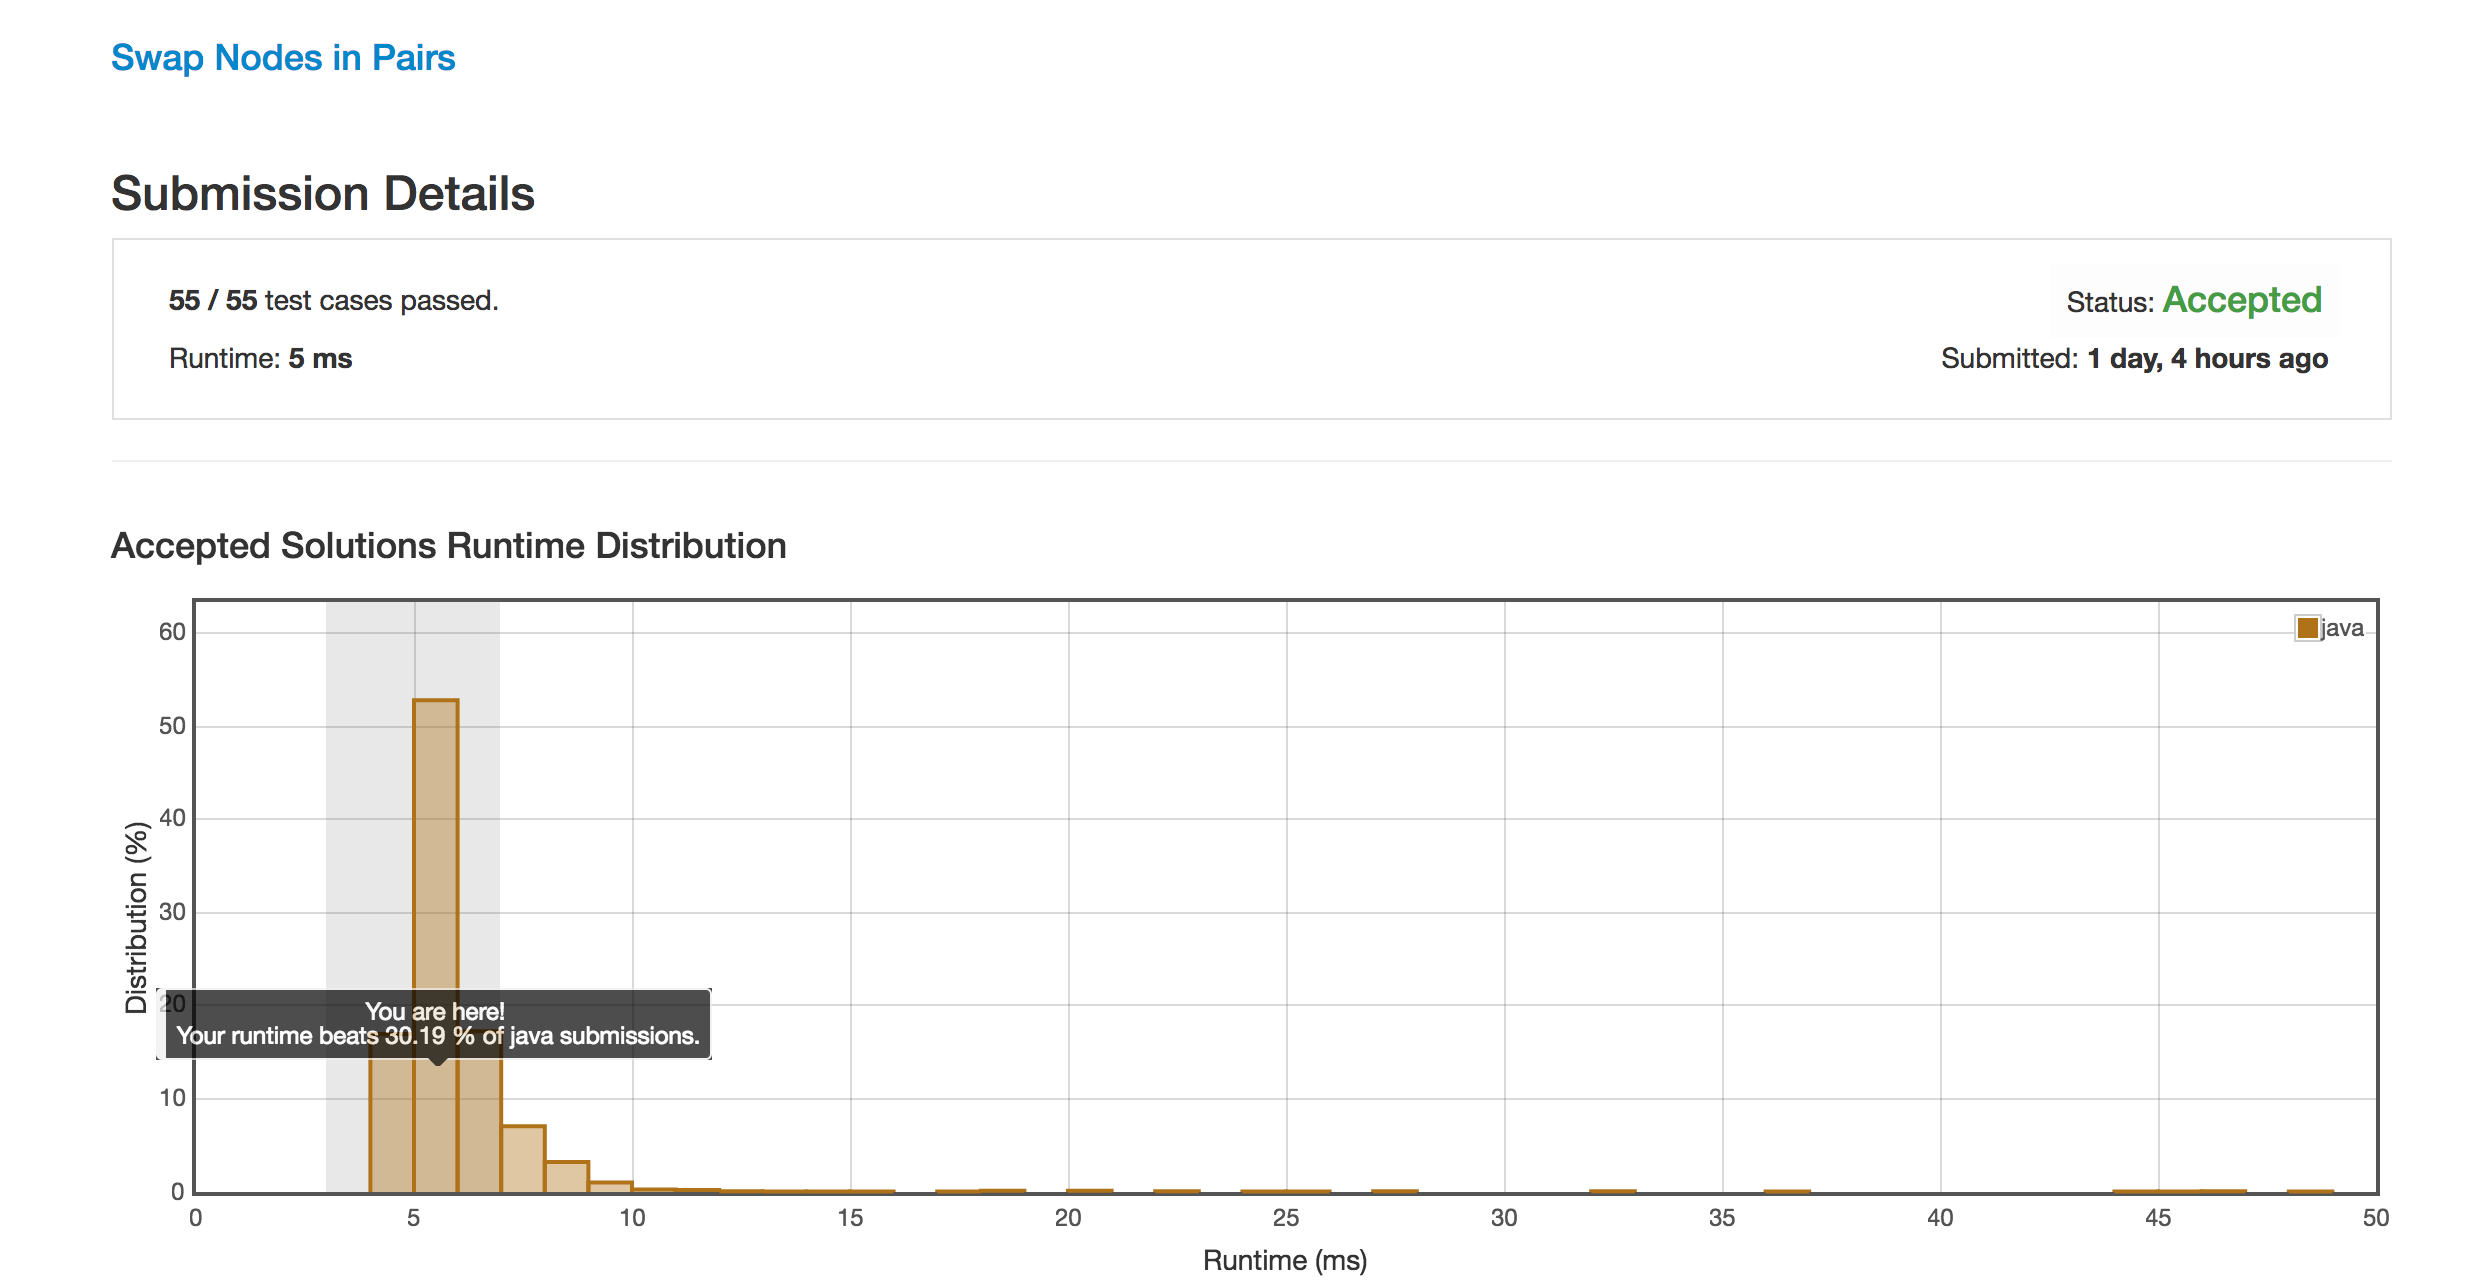 Swap Nodes in Pairs
Submission Details
55 / 55 test cases passed.
Status: Accepted
Runtime: 5 ms
Submitted: 1 day, 4 hours ago
Accepted Solutions Runtime Distribution
java
60
50
40
30
20
10
0
Distribution (%)
You are here!
Your runtime beats 30.19 % of java submissions.
0 5 10 15 20 25 30 35 40 45 50
Runtime (ms)